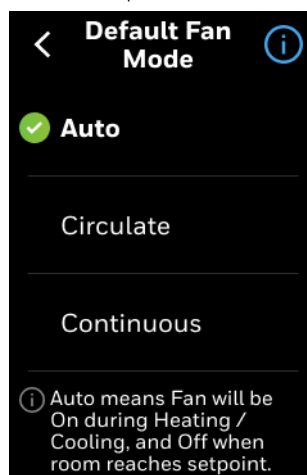 Default Fan
Mode
Auto
Circulate
Continuous
Auto means Fan will be
On during Heating /
Cooling, and Off when
room reaches setpoint.